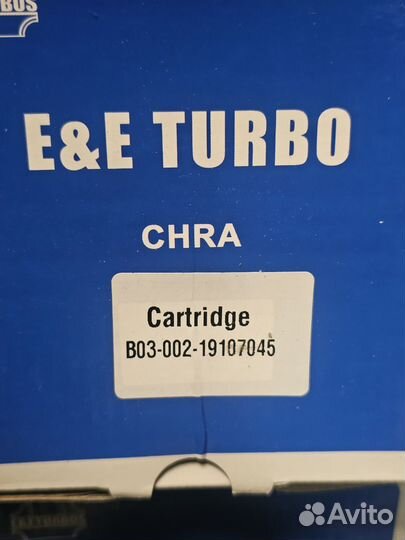 E&E TURBO
CHRA
Cartridge
B03-002-19107045
Avito